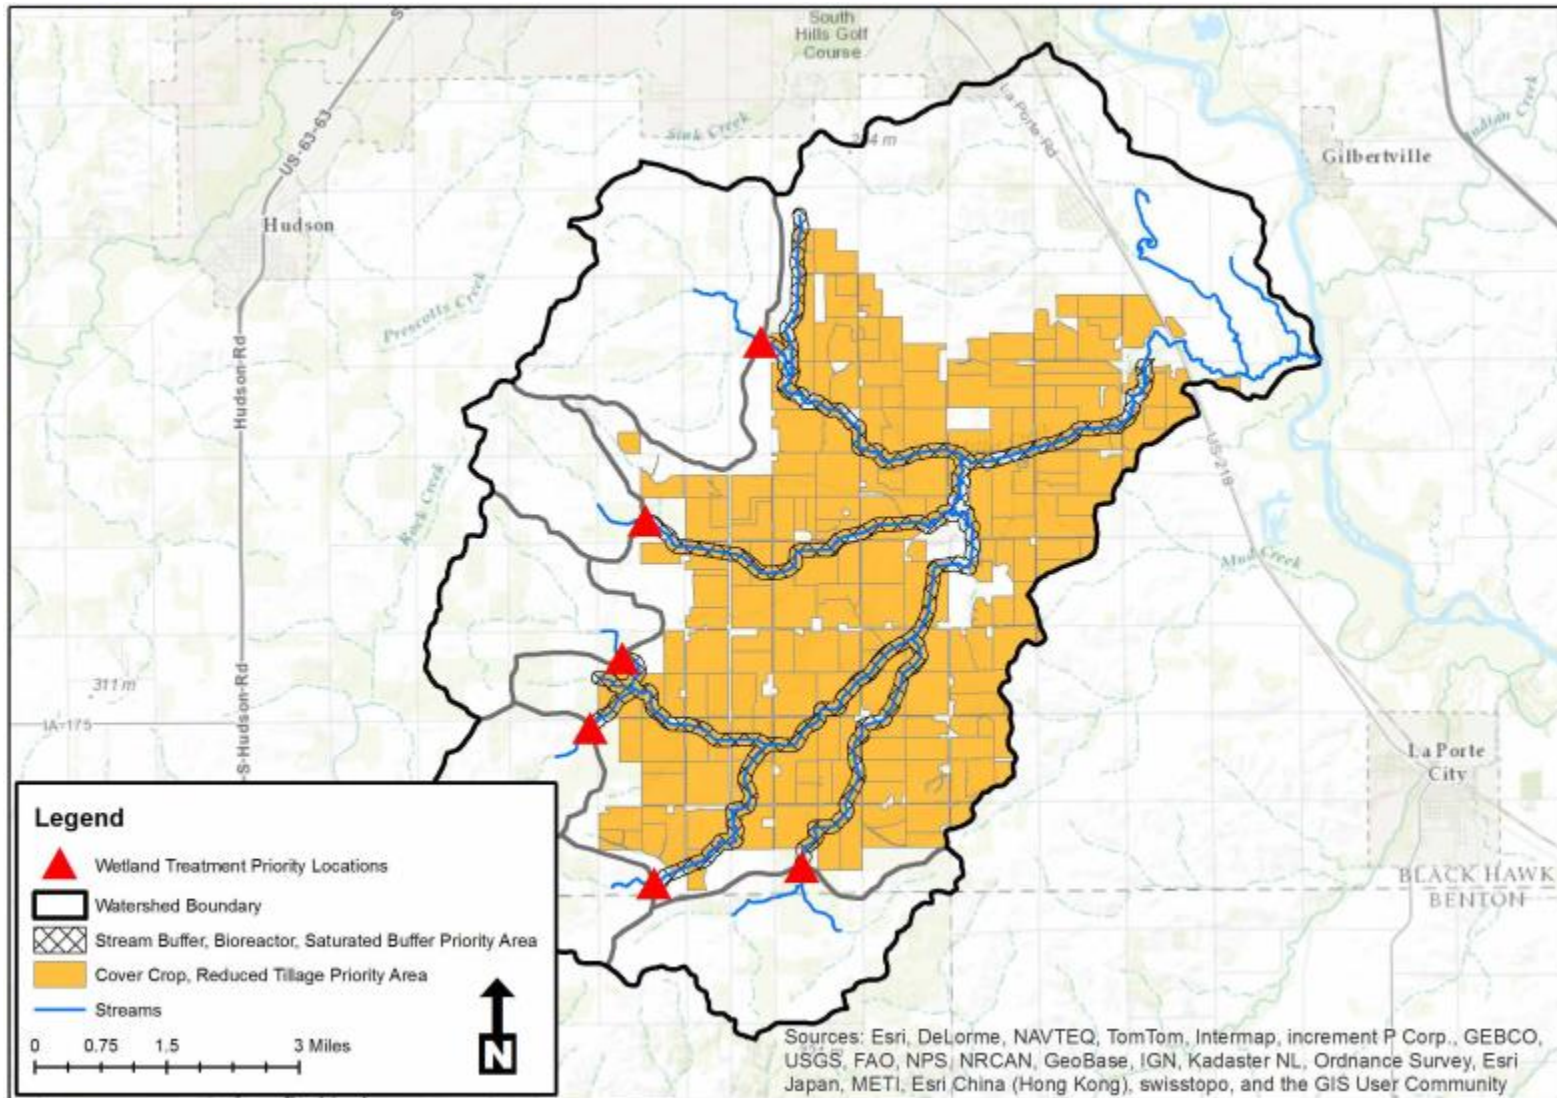 South
Hills Golf
Course
US-63-63
Sink Creek
La Porte Rd
Indian Creek
Gilbertville
Hudson
Prescotts Creek
Hudson-Rd
Rock Creek
US-218
Mud Creek
311 m
IA-175
S-Hudson-Rd
La Porte
City
BLACK HAWK
BENTON
Legend
Wetland Treatment Priority Locations
Watershed Boundary
Stream Buffer, Bioreactor, Saturated Buffer Priority Area
Cover Crop, Reduced Tillage Priority Area
Streams
0 0.75 1.5 3 Miles
N
Sources: Esri, DeLorme, NAVTEQ, TomTom, Intermap, increment P Corp., GEBCO,
USGS, FAO, NPS, NRCAN, GeoBase, IGN, Kadaster NL, Ordnance Survey, Esri
Japan, METI, Esri China (Hong Kong), swisstopo, and the GIS User Community